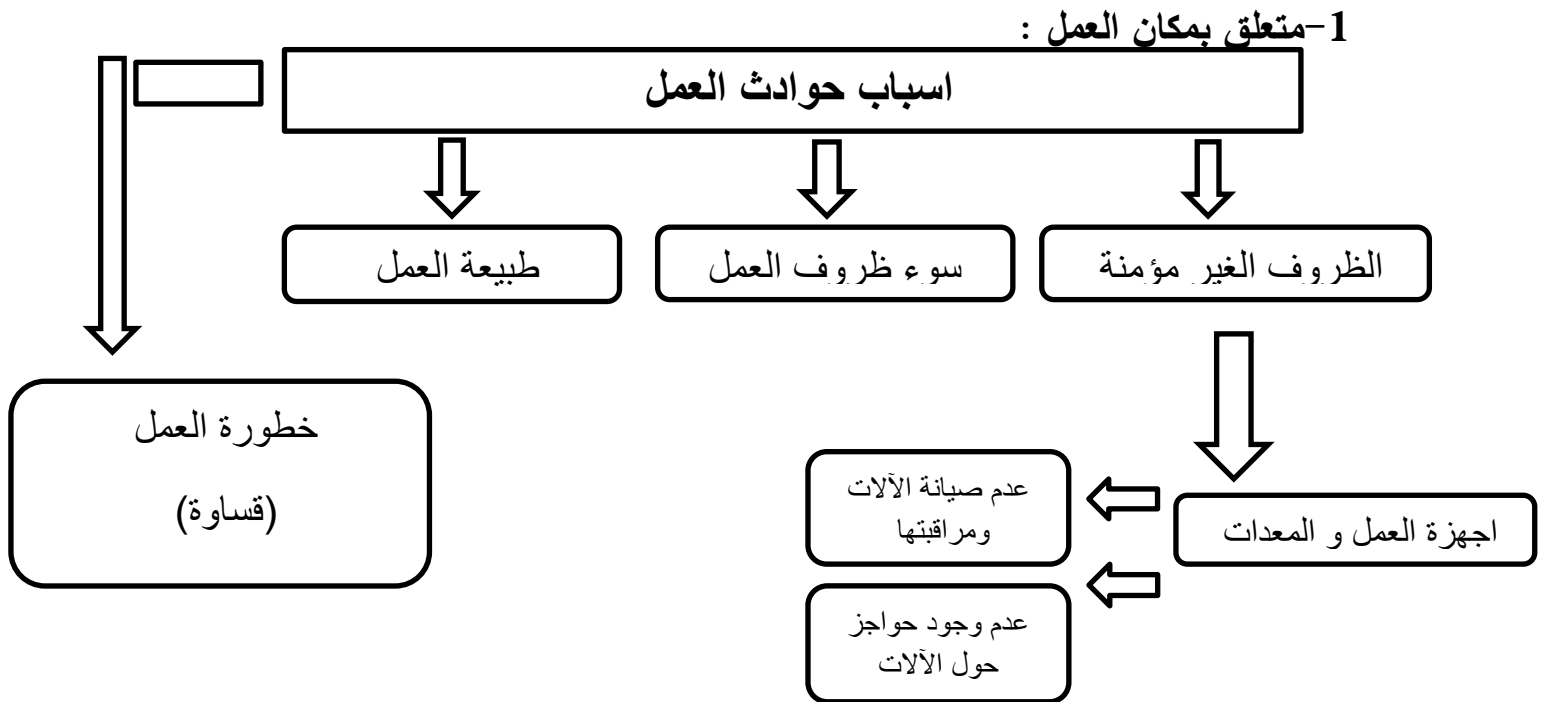 1-متعلق بمكان العمل :
اسباب حوادث العمل
الظروف الغير مؤمنة
سوء ظروف العمل
طبيعة العمل
خطورة العمل
(قساوة)
اجهزة العمل و المعدات
عدم صيانة الآلات
ومراقبتها
عدم وجود حواجز
حول الآلات